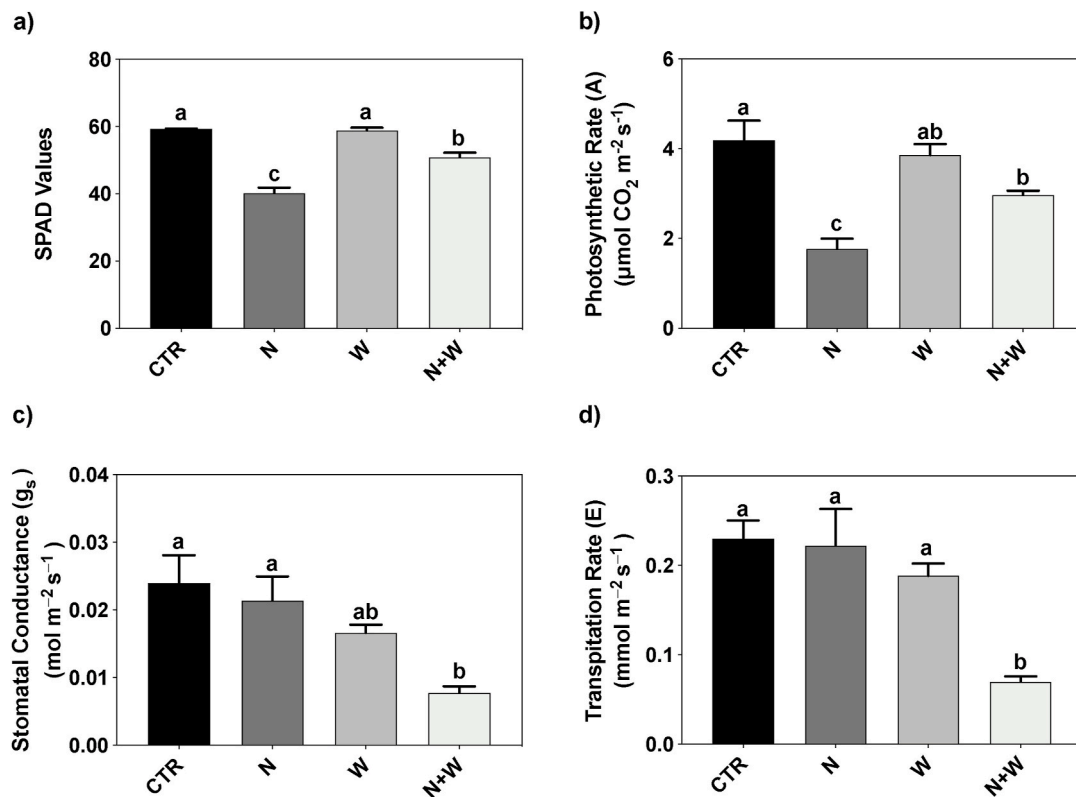 a)
SPAD Values
80
60
40
20
0
a
c
a
b
CTR
N
W
N+W
b)
Photosynthetic Rate (A)
(μmol CO₂ m⁻² s⁻¹)
6
4
2
0
a
c
ab
b
CTR
N
W
N+W
c)
Stomatal Conductance (gₛ)
(mol m⁻² s⁻¹ )
0.04
0.03
0.02
0.01
0.00
a
a
ab
b
CTR
N
W
N+W
d)
Transpitation Rate (E)
(mmol m⁻² s⁻¹ )
0.3
0.2
0.1
0.0
a
a
a
b
CTR
N
W
N+W